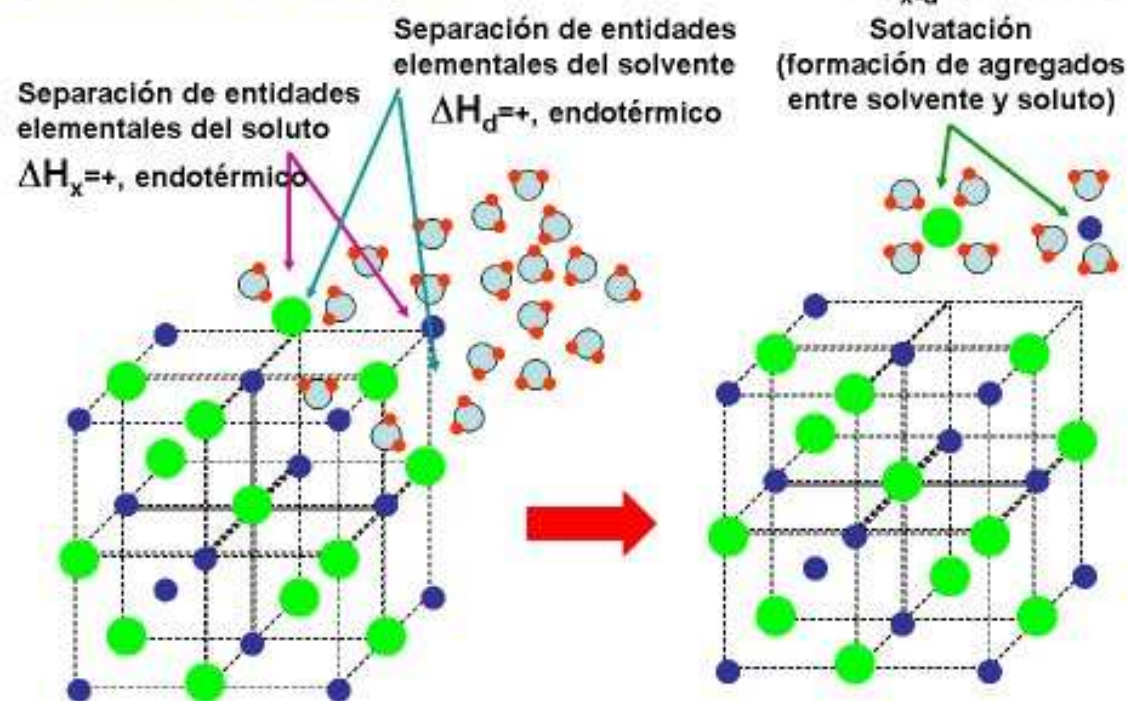 Separación de entidades
elementales del soluto
ΔHx=+, endotérmico
Separación de entidades
elementales del solvente
ΔHd=+, endotérmico
Solvatación
(formación de agregados
entre solvente y soluto)